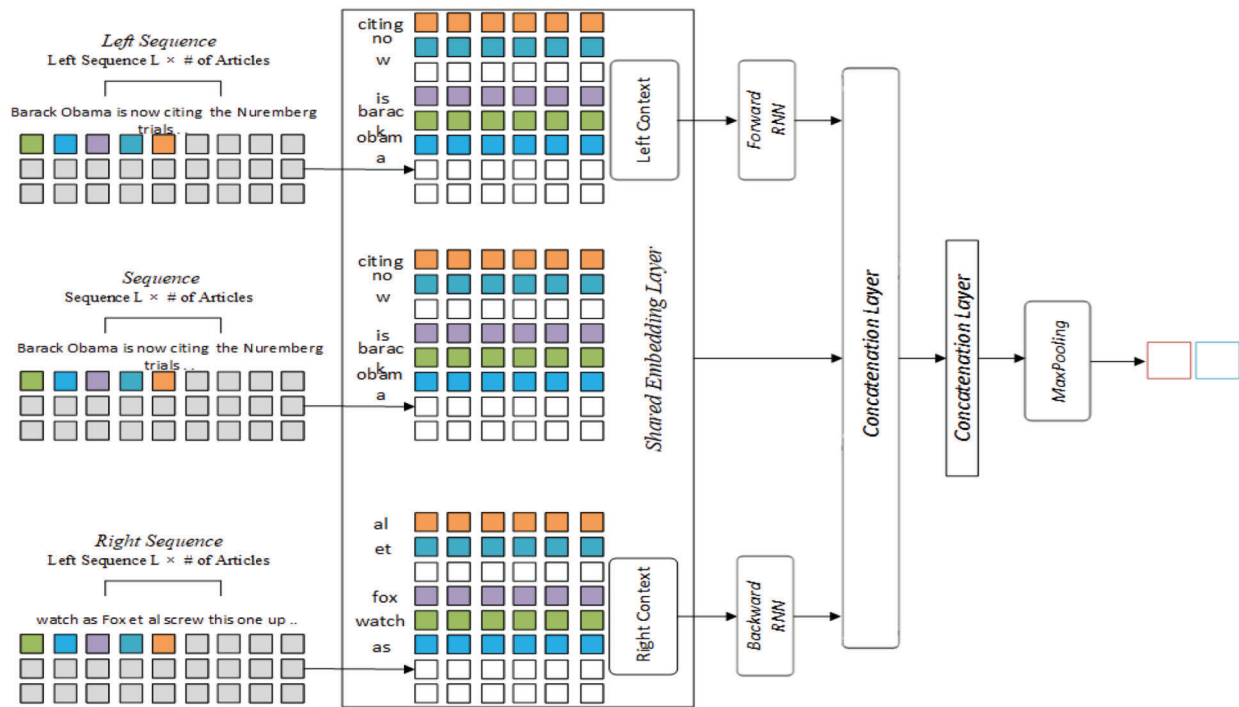 Left Sequence
Left Sequence L × # of Articles
Barack Obama is now citing the Nuremberg
trials . .
citing
no
w
is
barac
k
obam
a
Left Context
Forward
RNN
Sequence
Sequence L × # of Articles
Barack Obama is now citing the Nuremberg
trials . .
citing
no
w
is
barac
k
obam
a
Shared Embedding Layer
Concatenation Layer
Concatenation Layer
MaxPooling
Right Sequence
Left Sequence L × # of Articles
watch as Fox et al screw this one up ..
al
et
fox
watch
as
Right Context
Backward
RNN